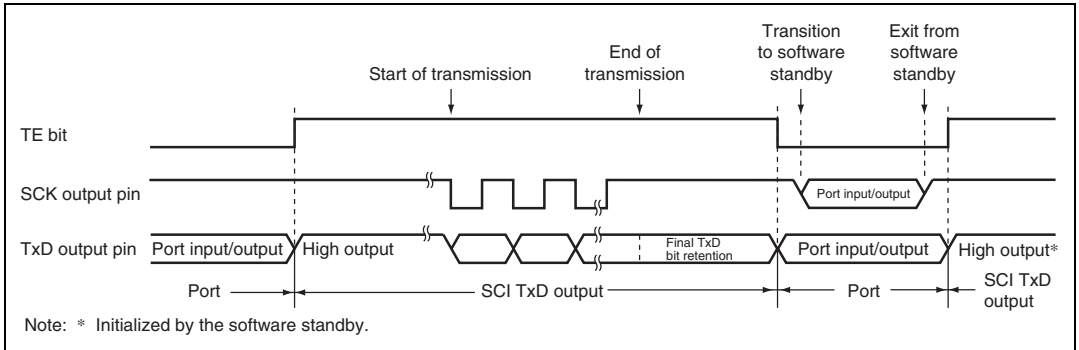 Transition
to software
standby
Exit from
software
standby
Start of transmission
End of
transmission
TE bit
SCK output pin
Port input/output
TxD output pin
Port input/output
High output
Final TxD
bit retention
Port input/output
High output*
Port
SCI TxD output
Port
SCI TxD
output
Note: * Initialized by the software standby.